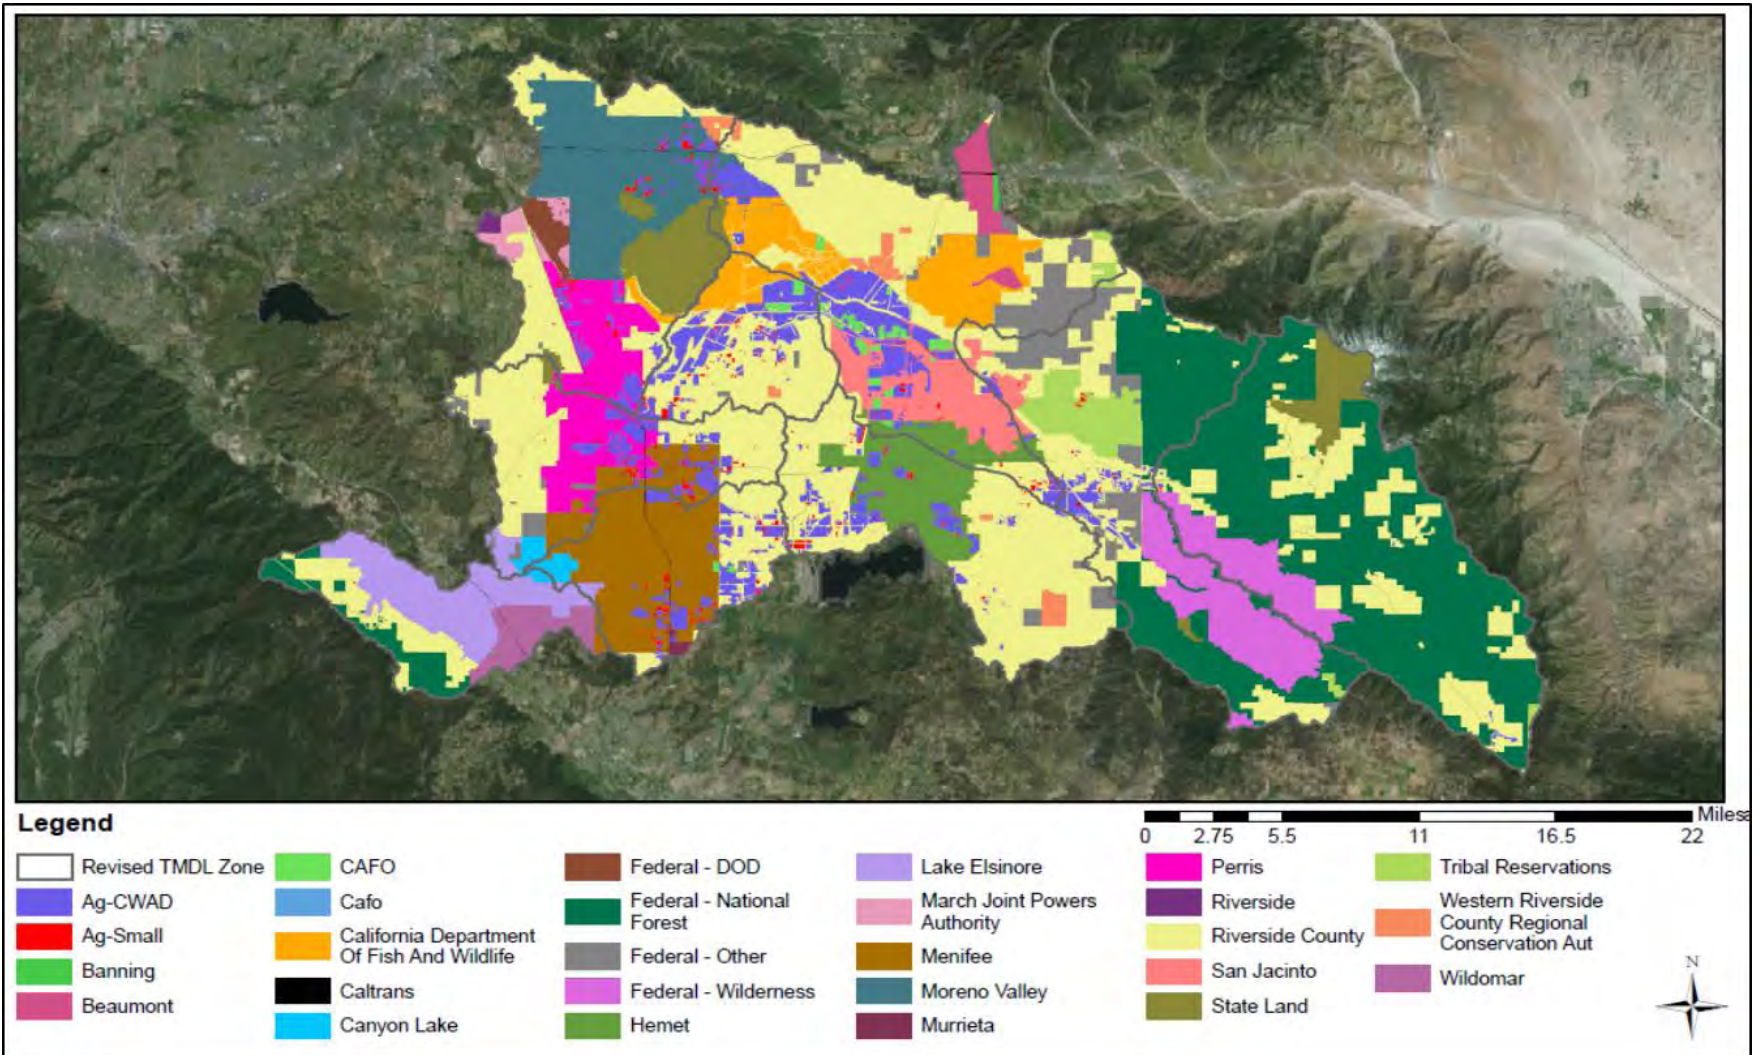 Legend
Miles
0 2.75 5.5 11 16.5 22
Revised TMDL Zone
Ag-CWAD
Ag-Small
Banning
Beaumont
CAFO
Cafo
California Department
Of Fish And Wildlife
Caltrans
Canyon Lake
Federal - DOD
Federal - National
Forest
Federal - Other
Federal - Wilderness
Hemet
Lake Elsinore
March Joint Powers
Authority
Menifee
Moreno Valley
Murrieta
Perris
Riverside
Riverside County
San Jacinto
State Land
Tribal Reservations
Western Riverside
County Regional
Conservation Aut
Wildomar
N